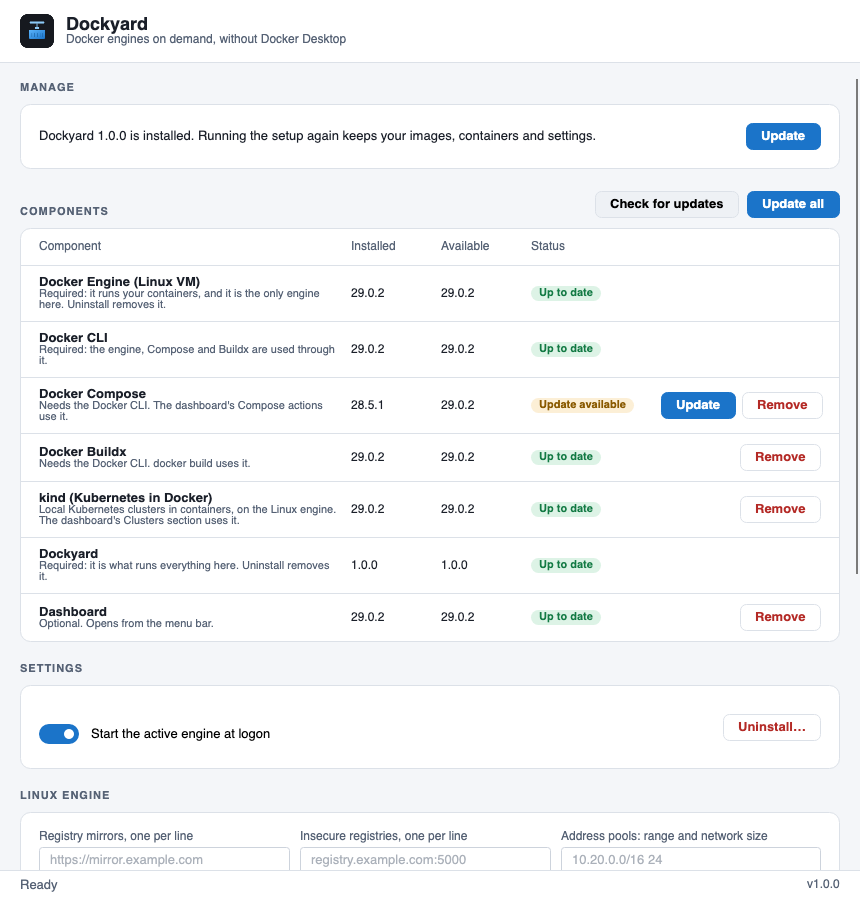 Dockyard
Docker engines on demand, without Docker Desktop
MANAGE
Dockyard 1.0.0 is installed. Running the setup again keeps your images, containers and settings.
Update
COMPONENTS
Check for updates
Update all
Component Installed Available Status
Docker Engine (Linux VM)
Required: it runs your containers, and it is the only engine
here. Uninstall removes it.
29.0.2 29.0.2 Up to date
Docker CLI
Required: the engine, Compose and Buildx are used through
it.
29.0.2 29.0.2 Up to date
Docker Compose
Needs the Docker CLI. The dashboard's Compose actions
use it.
28.5.1 29.0.2 Update available Update Remove
Docker Buildx
Needs the Docker CLI. docker build uses it.
29.0.2 29.0.2 Up to date Remove
kind (Kubernetes in Docker)
Local Kubernetes clusters in containers, on the Linux engine.
The dashboard's Clusters section uses it.
29.0.2 29.0.2 Up to date Remove
Dockyard
Required: it is what runs everything here. Uninstall removes
it.
1.0.0 1.0.0 Up to date
Dashboard
Optional. Opens from the menu bar.
29.0.2 29.0.2 Up to date Remove
SETTINGS
Start the active engine at logon
Uninstall...
LINUX ENGINE
Registry mirrors, one per line Insecure registries, one per line Address pools: range and network size
https://mirror.example.com registry.example.com:5000 10.20.0.0/16 24
Ready v1.0.0